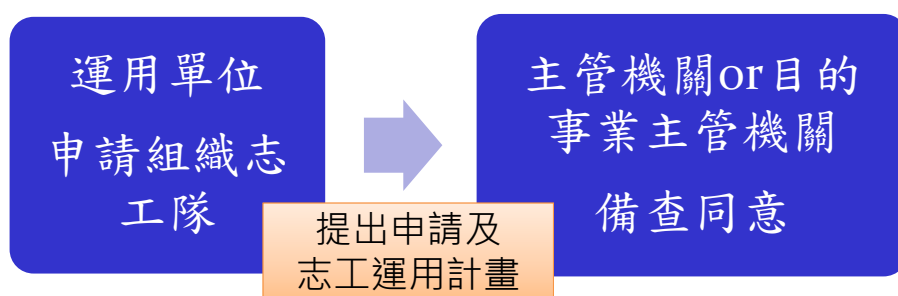 運用單位
申請組織志
工隊
提出申請及
志工運用計畫
主管機關or目的
事業主管機關
備查同意